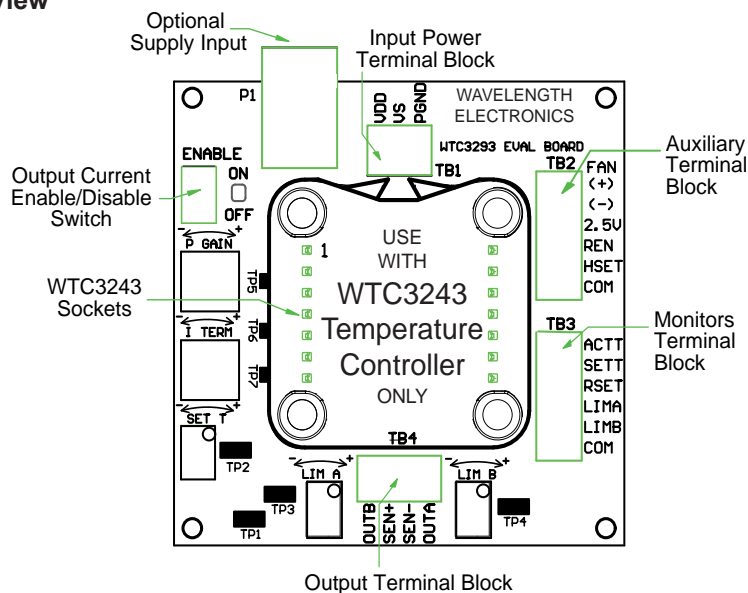 view
Optional
Supply Input
Input Power
Terminal Block
P1
VDD
VS
PGND
WAVELENGTH
ELECTRONICS
WTC3293 EVAL BOARD
TB1
TB2
Auxiliary
Terminal
Block
FAN
(+)
(-)
2.5V
REN
HSET
COM
ENABLE
ON
OFF
Output Current
Enable/Disable
Switch
- +
P GAIN
TP5
WTC3243
Sockets
1
USE
WITH
WTC3243
Temperature
Controller
ONLY
I TERM
- +
TP6
TP7
TB3
Monitors
Terminal
Block
ACTT
SETT
RSET
LIMA
LIMB
COM
- +
SET T
TP2
TP3
TP1
- +
LIM A
TB4
OUTB
SEN+
SEN-
OUTA
- +
LIM B
TP4
Output Terminal Block